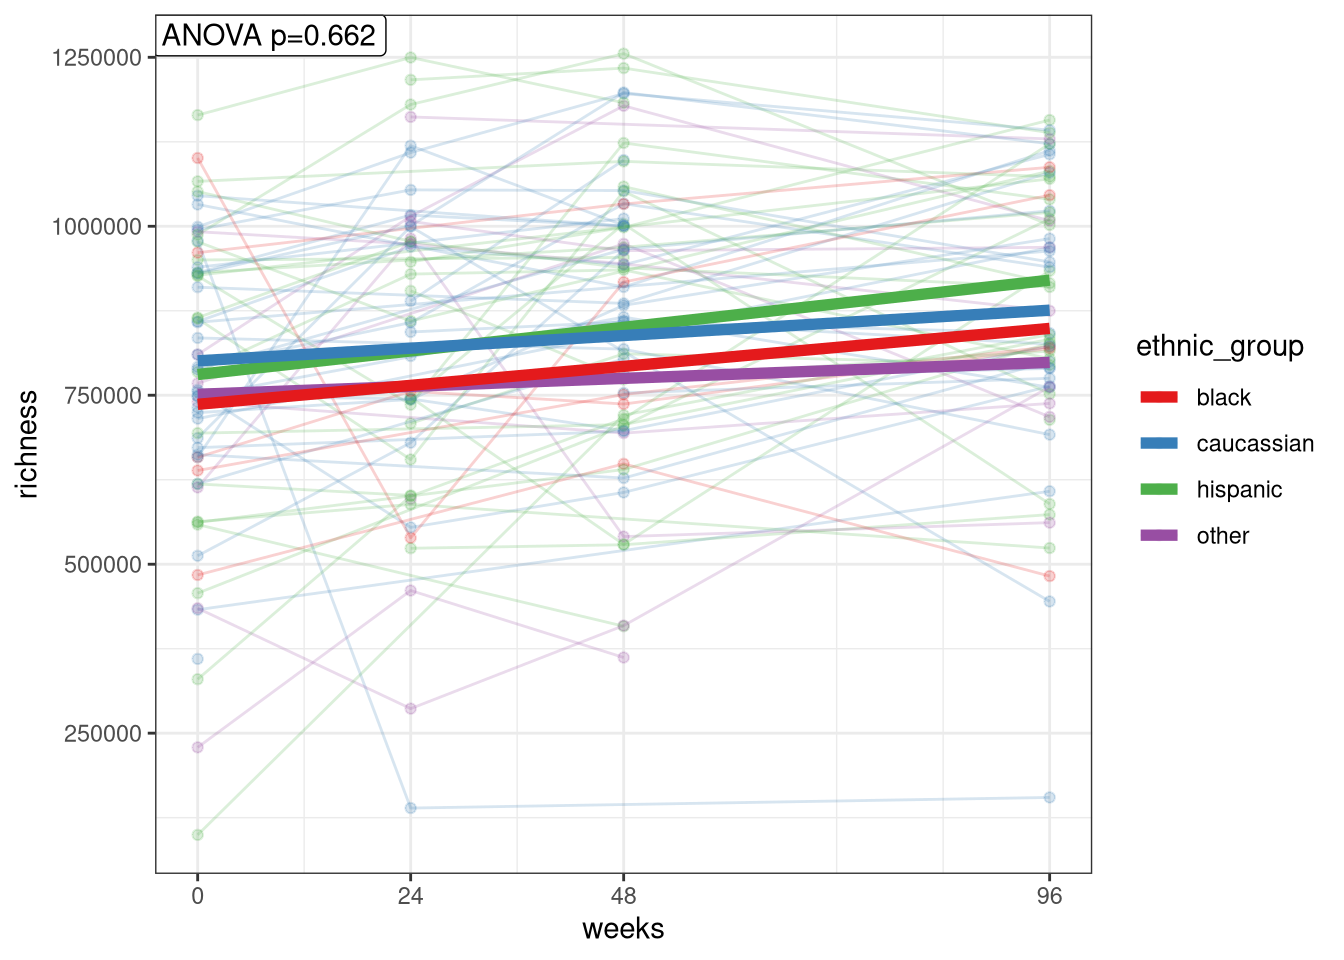 ANOVA p=0.662
1250000
1000000
750000
500000
250000
richness
0 24 48 96
weeks
ethnic_group
black
caucassian
hispanic
other